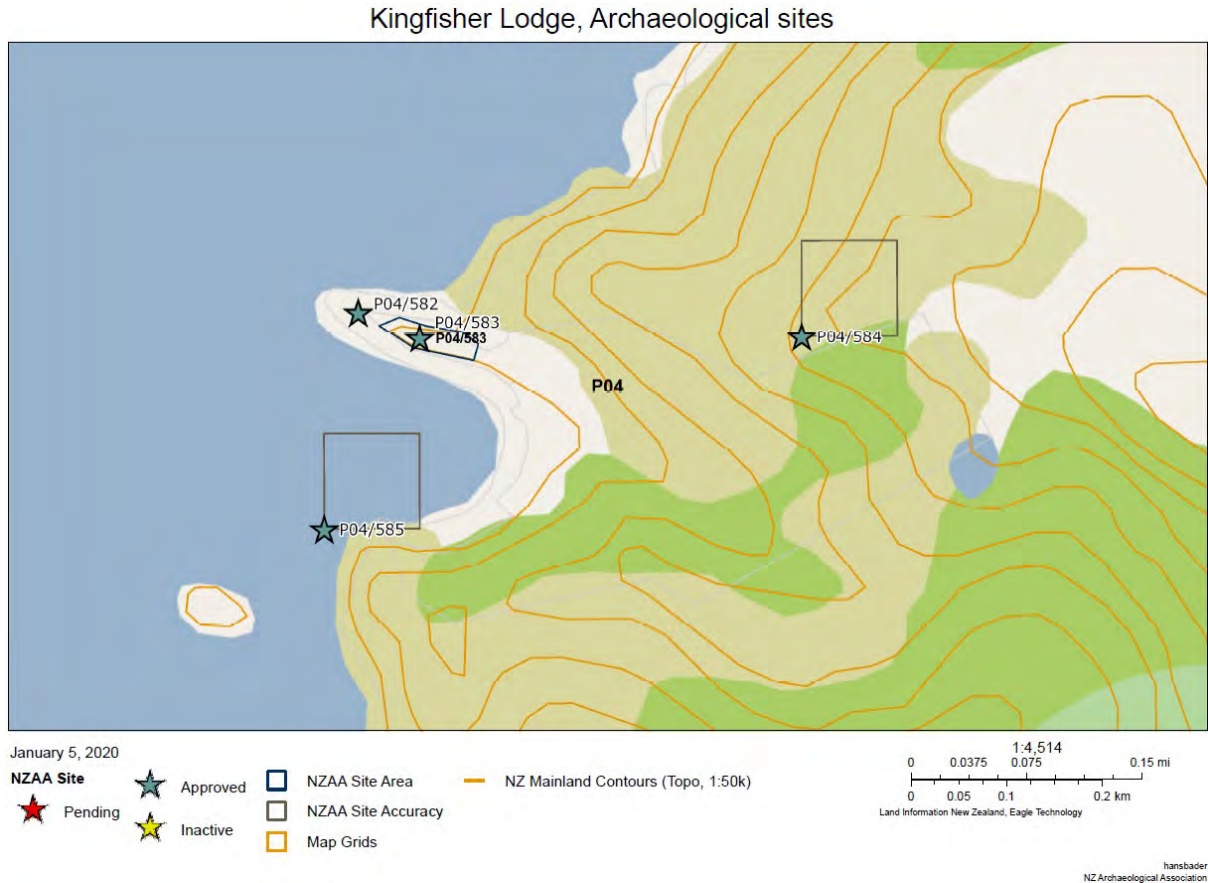 Kingfisher Lodge, Archaeological sites
P04/582
P04/583
P04/583
P04/584
P04
P04/585
January 5, 2020
NZAA Site
Pending
Approved
Inactive
NZAA Site Area
NZAA Site Accuracy
Map Grids
NZ Mainland Contours (Topo, 1:50k)
1:4,514
0 0.0375 0.075 0.15 mi
0 0.05 0.1 0.2 km
Land Information New Zealand, Eagle Technology
hansbader
NZ Archaeological Association